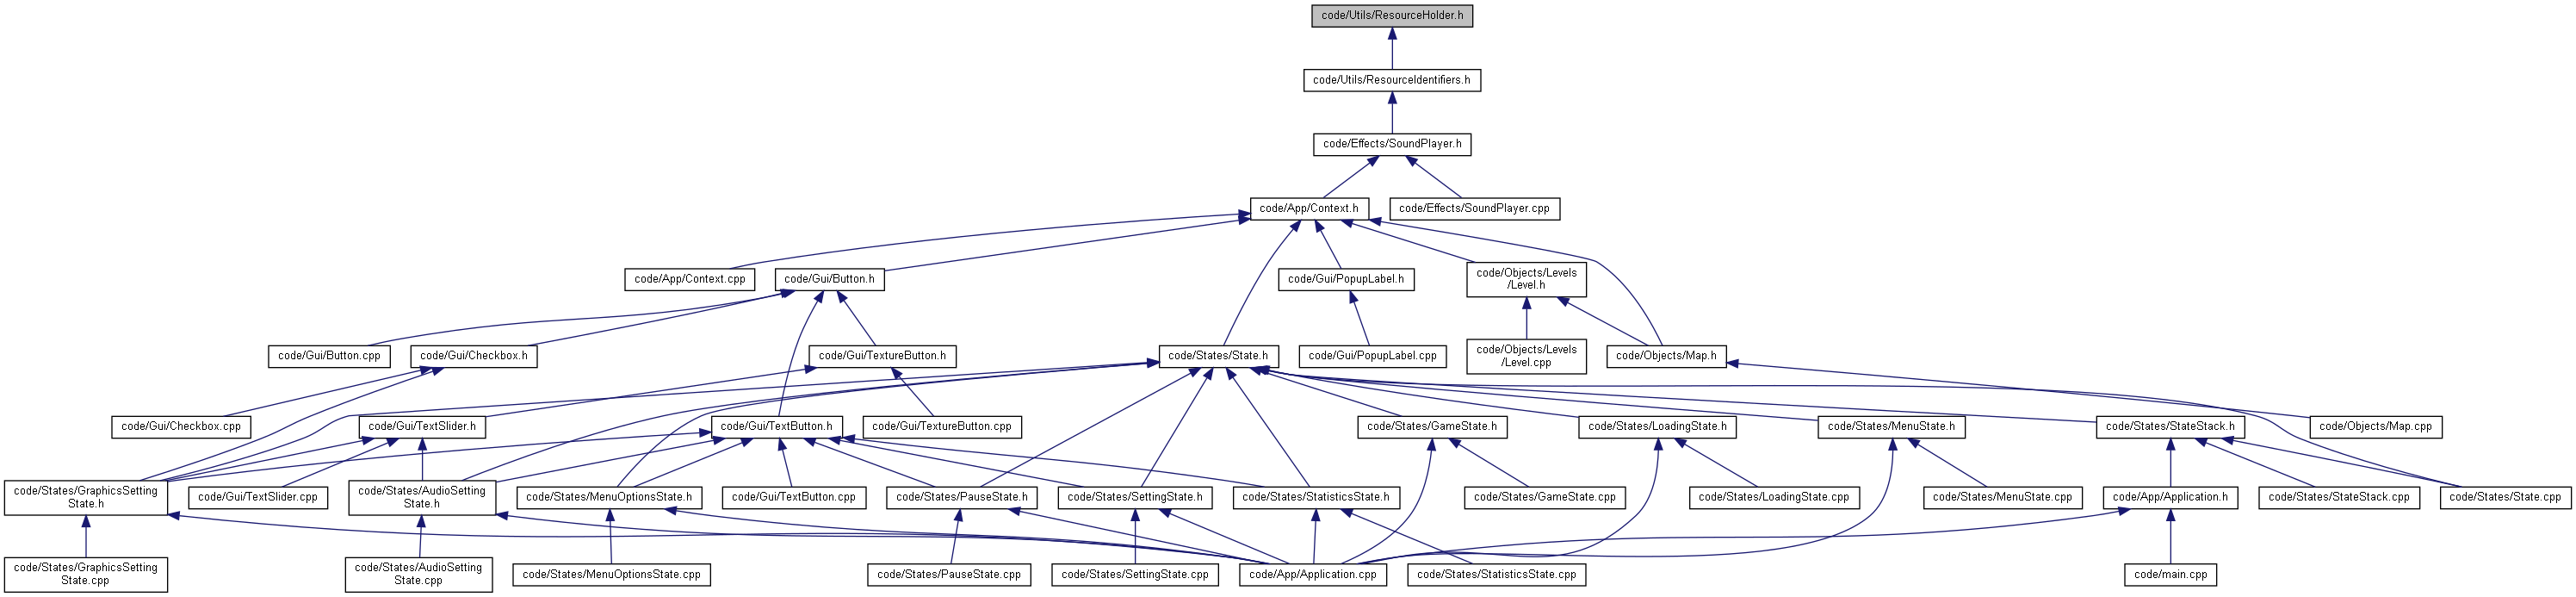 code/Utils/ResourceHolder.h
code/Utils/ResourceIdentifiers.h
code/Effects/SoundPlayer.h
code/App/Context.h
code/Effects/SoundPlayer.cpp
code/App/Context.cpp
code/Gui/Button.h
code/Gui/PopupLabel.h
code/Objects/Levels
/Level.h
code/Gui/Button.cpp
code/Gui/Checkbox.h
code/Gui/TextureButton.h
code/States/State.h
code/Gui/PopupLabel.cpp
code/Objects/Levels
/Level.cpp
code/Objects/Map.h
code/Gui/Checkbox.cpp
code/Gui/TextSlider.h
code/Gui/TextButton.h
code/Gui/TextureButton.cpp
code/States/GameState.h
code/States/LoadingState.h
code/States/MenuState.h
code/States/StateStack.h
code/Objects/Map.cpp
code/States/GraphicsSetting
State.h
code/Gui/TextSlider.cpp
code/States/AudioSetting
State.h
code/States/MenuOptionsState.h
code/Gui/TextButton.cpp
code/States/PauseState.h
code/States/SettingState.h
code/States/StatisticsState.h
code/States/GameState.cpp
code/States/LoadingState.cpp
code/States/MenuState.cpp
code/App/Application.h
code/States/StateStack.cpp
code/States/State.cpp
code/States/GraphicsSetting
State.cpp
code/States/AudioSetting
State.cpp
code/States/MenuOptionsState.cpp
code/States/PauseState.cpp
code/States/SettingState.cpp
code/App/Application.cpp
code/States/StatisticsState.cpp
code/main.cpp